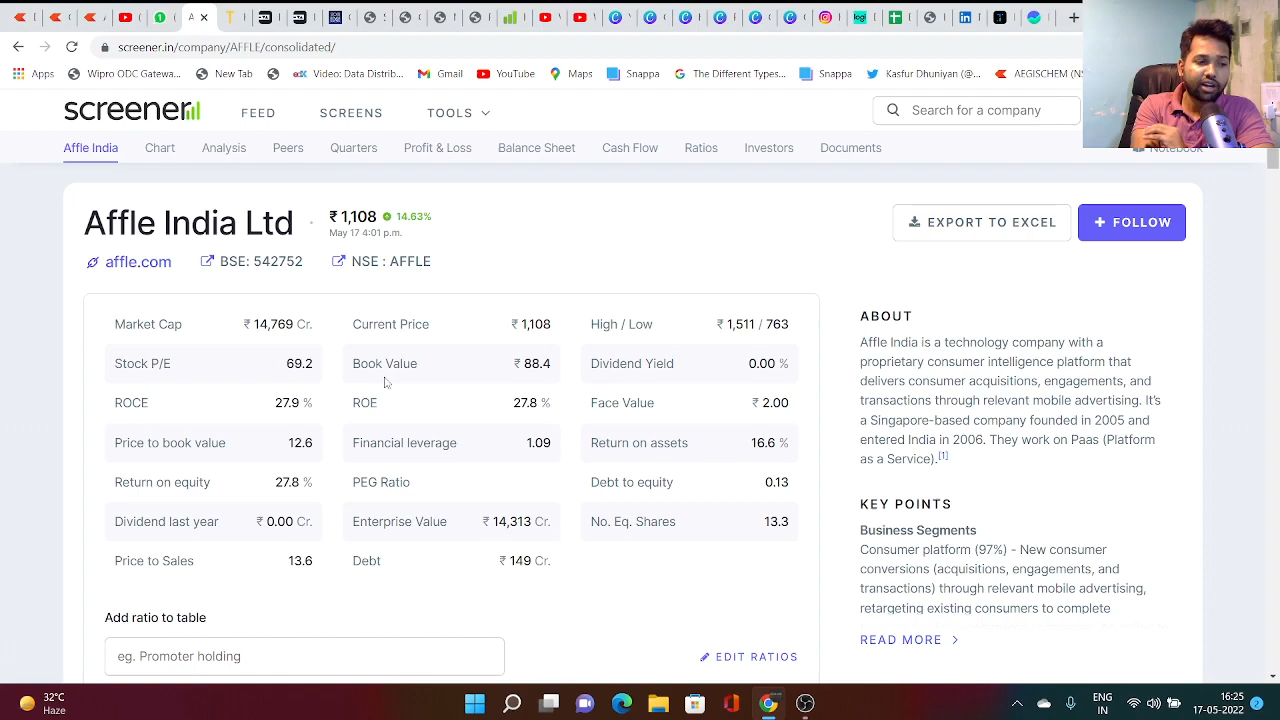 A
screener.in/company/AFFLE/consolidated/
Apps
Wipro ODC Gatewa...
New Tab
Video: Data Distrib...
Gmail
YouTube
Maps
Snappa
The Different Types...
Snappa
Kasfur Dhuniyan (@...
AEGISCHEM (NS
screener
FEED
SCREENS
TOOLS
Search for a company
Affle India
Chart
Analysis
Peers
Quarters
Profit & Loss
Balance Sheet
Cash Flow
Ratios
Investors
Documents
Notebook
Affle India Ltd
₹ 1,108
14.63%
May 17 4:01 p.m.
EXPORT TO EXCEL
+ FOLLOW
affle.com
BSE: 542752
NSE : AFFLE
Market Cap ₹ 14,769 Cr.
Current Price ₹ 1,108
High / Low ₹ 1,511 / 763
Stock P/E 69.2
Book Value ₹ 88.4
Dividend Yield 0.00 %
ROCE 27.9 %
ROE 27.8 %
Face Value ₹ 2.00
Price to book value 12.6
Financial leverage 1.09
Return on assets 16.6 %
Return on equity 27.8 %
PEG Ratio
Debt to equity 0.13
Dividend last year ₹ 0.00 Cr.
Enterprise Value ₹ 14,313 Cr.
No. Eq. Shares 13.3
Price to Sales 13.6
Debt ₹ 149 Cr.
Add ratio to table
eg. Promoter holding
EDIT RATIOS
ABOUT
Affle India is a technology company with a
proprietary consumer intelligence platform that
delivers consumer acquisitions, engagements, and
transactions through relevant mobile advertising. It's
a Singapore-based company founded in 2005 and
entered India in 2006. They work on Paas (Platform
as a Service).[1]
KEY POINTS
Business Segments
Consumer platform (97%) - New consumer
conversions (acquisitions, engagements, and
transactions) through relevant mobile advertising,
retargeting existing consumers to complete
READ MORE
32°C
Haze
ENG
IN
16:25
17-05-2022
2